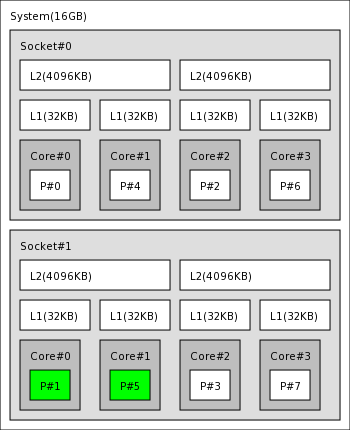 System(16GB)
Socket#0
L2(4096KB) L2(4096KB)
L1(32KB) L1(32KB) L1(32KB) L1(32KB)
Core#0 Core#1 Core#2 Core#3
P#0 P#4 P#2 P#6
Socket#1
L2(4096KB) L2(4096KB)
L1(32KB) L1(32KB) L1(32KB) L1(32KB)
Core#0 Core#1 Core#2 Core#3
P#1 P#5 P#3 P#7